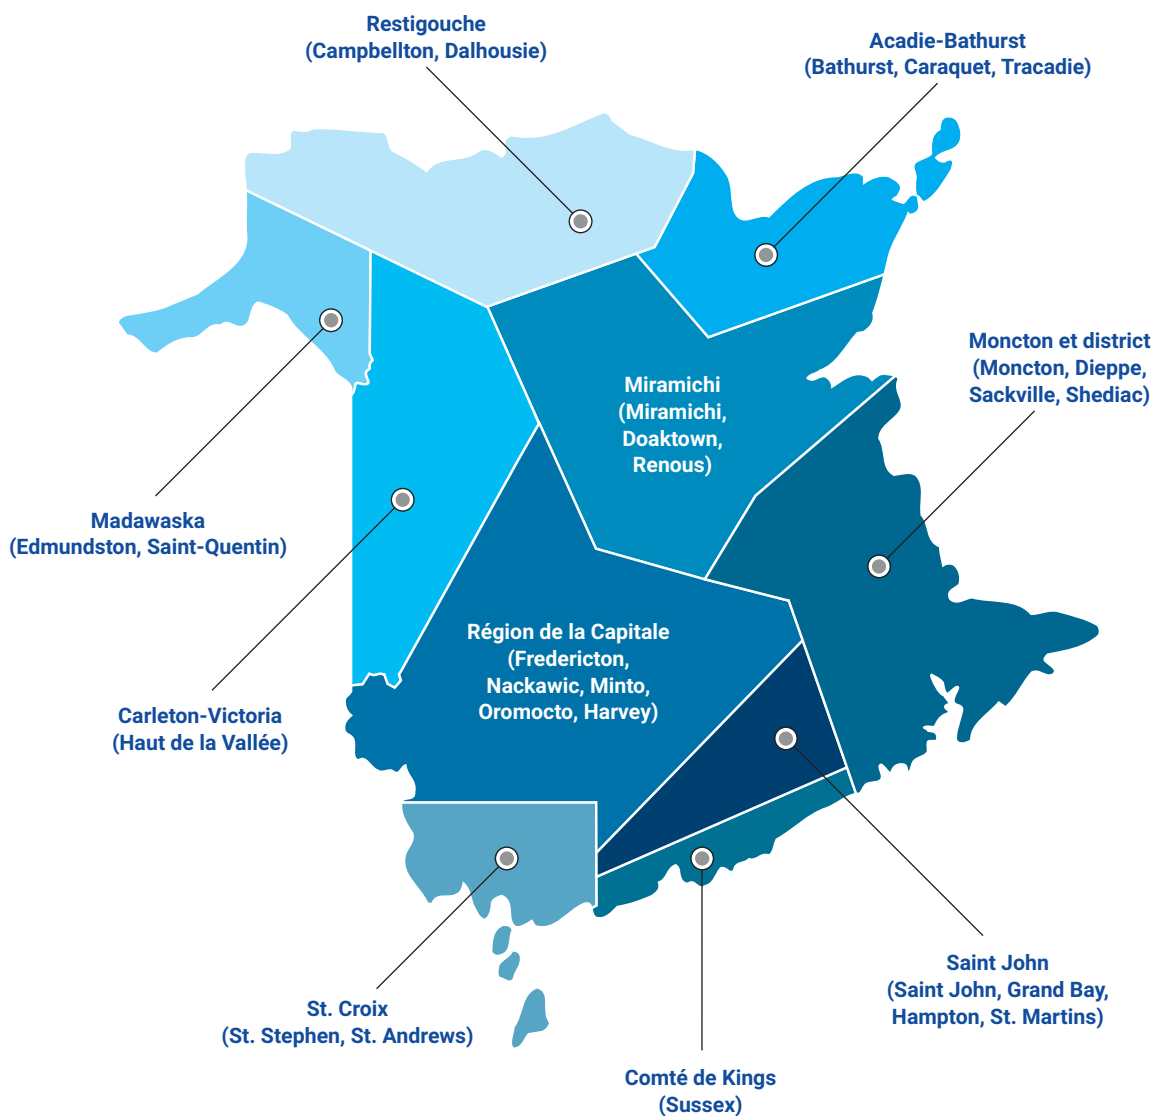 Restigouche
(Campbellton, Dalhousie)
Acadie-Bathurst
(Bathurst, Caraquet, Tracadie)
Moncton et district
(Moncton, Dieppe,
Sackville, Shediac)
Miramichi
(Miramichi,
Doaktown,
Renous)
Madawaska
(Edmundston, Saint-Quentin)
Région de la Capitale
(Fredericton,
Nackawic, Minto,
Oromocto, Harvey)
Carleton-Victoria
(Haut de la Vallée)
Saint John
(Saint John, Grand Bay,
Hampton, St. Martins)
St. Croix
(St. Stephen, St. Andrews)
Comté de Kings
(Sussex)